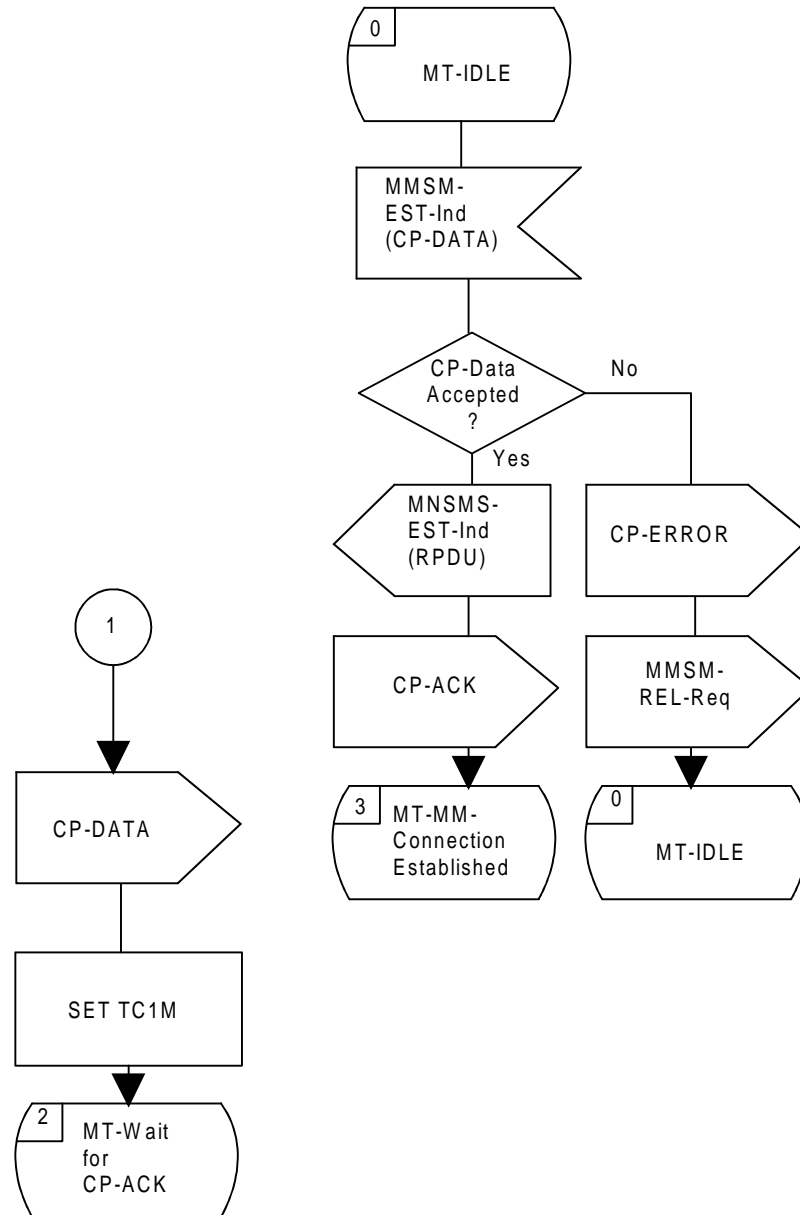 0
MT-IDLE
MMSM-
EST-Ind
(CP-DATA)
CP-Data
Accepted
?
No
Yes
MNSMS-
EST-Ind
(RPDU)
CP-ERROR
1
CP-ACK
MMSM-
REL-Req
CP-DATA
3
MT-MM-
Connection
Established
0
MT-IDLE
SET TC1M
2
MT-Wait
for
CP-ACK